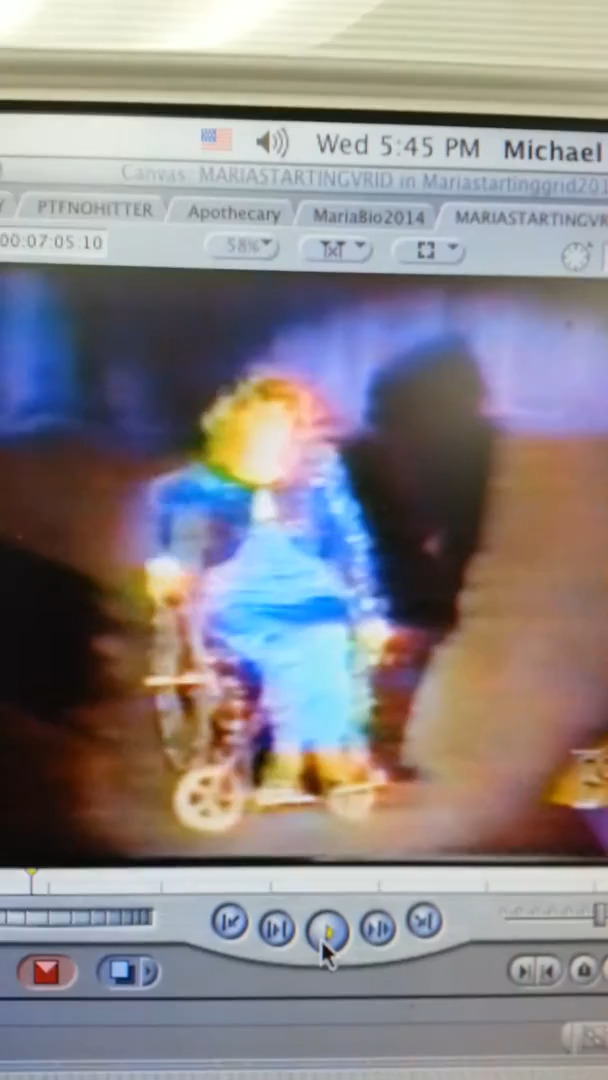 Wed 5:45 PM Michael
Canvas: MARIASTARTINGVRID in Mariastartinggrid201
PTFNOHITTER Apothecary MariaBio2014 MARIASTARTINGVR
00:07:05:10 58%